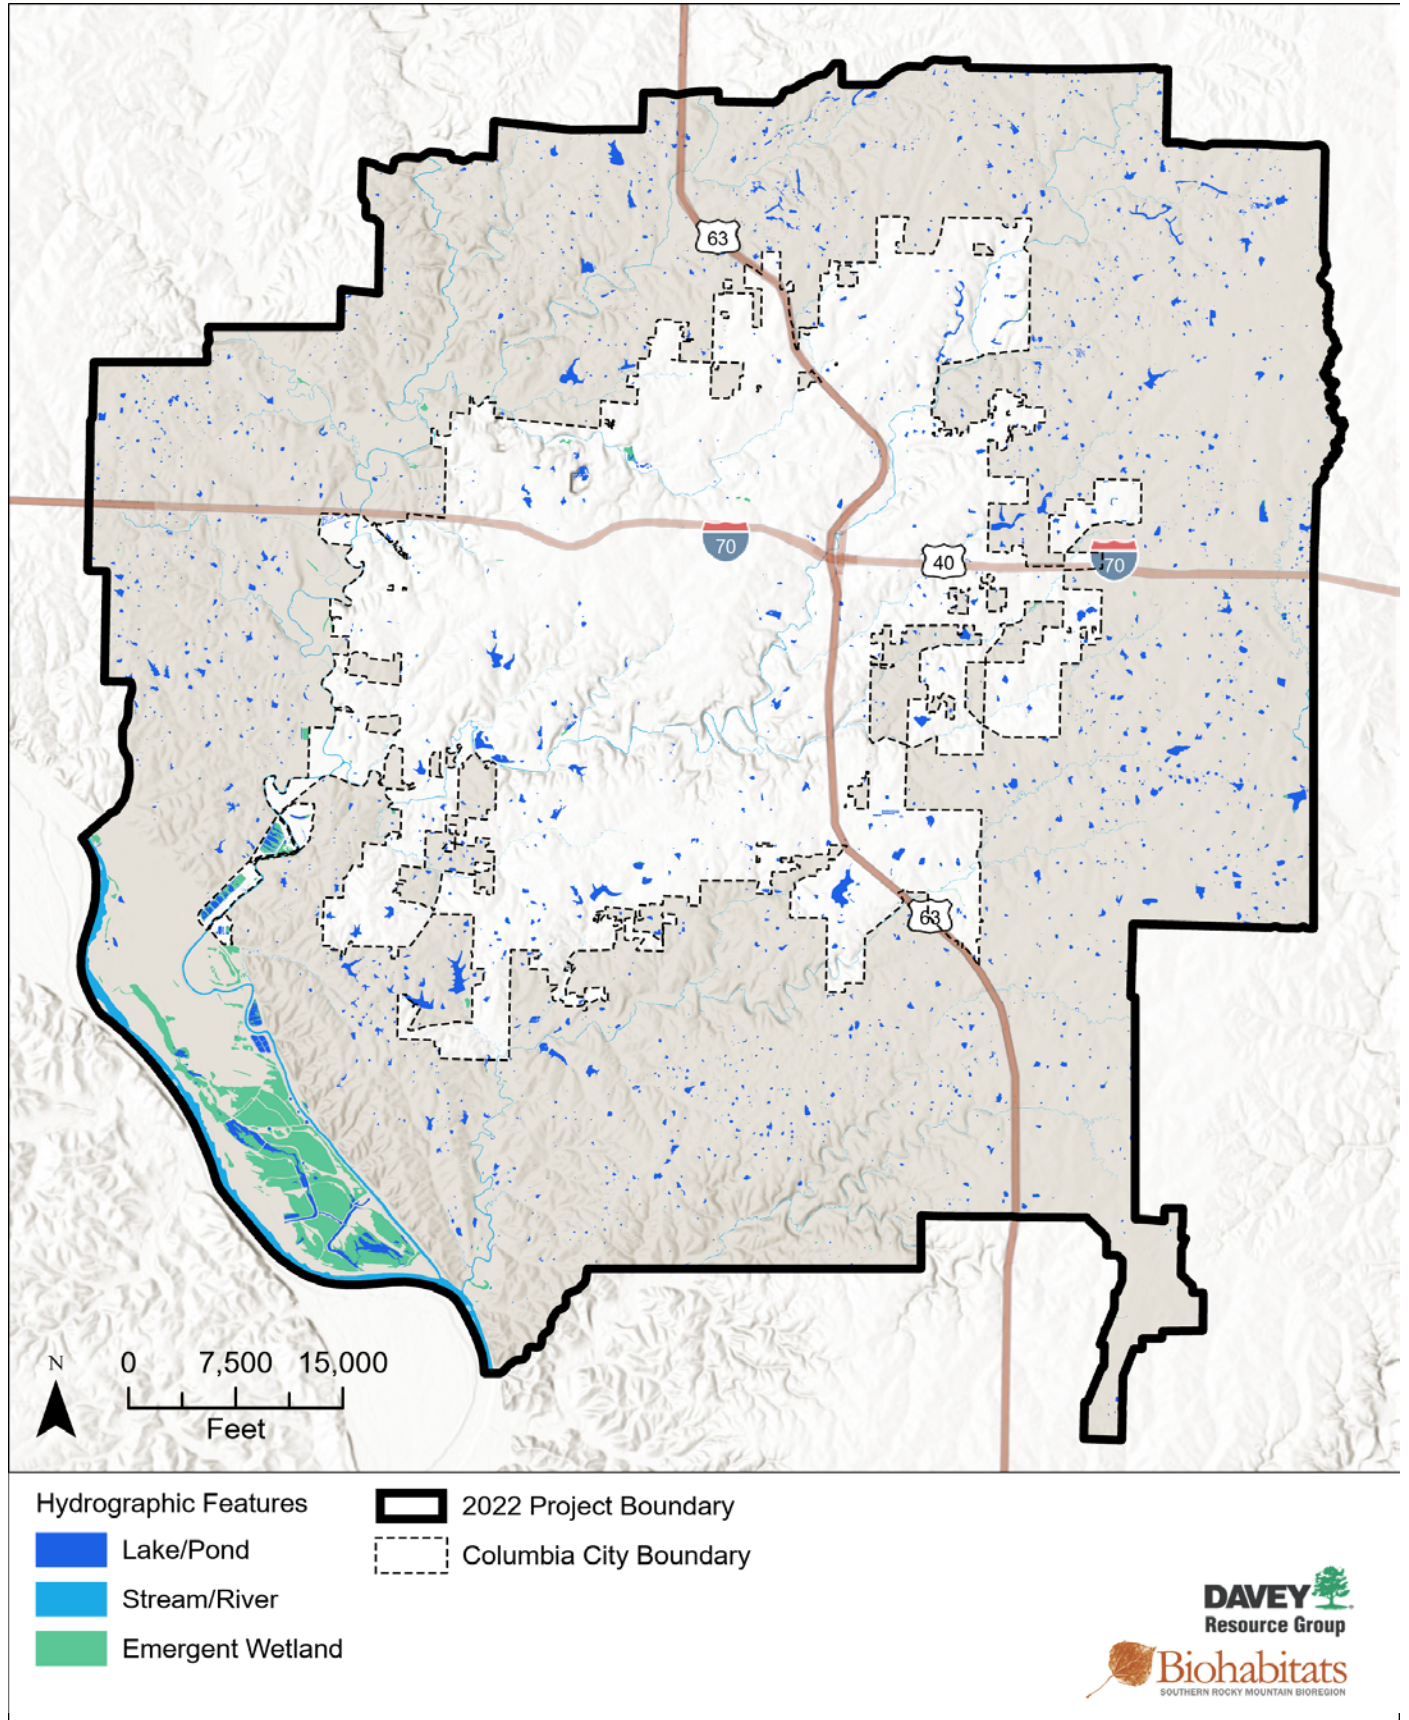 63
70
40
70
63
N
0 7,500 15,000
Feet
Hydrographic Features
Lake/Pond
Stream/River
Emergent Wetland
2022 Project Boundary
Columbia City Boundary
DAVEY
Resource Group
Biohabitats
SOUTHERN ROCKY MOUNTAIN BIOREGION